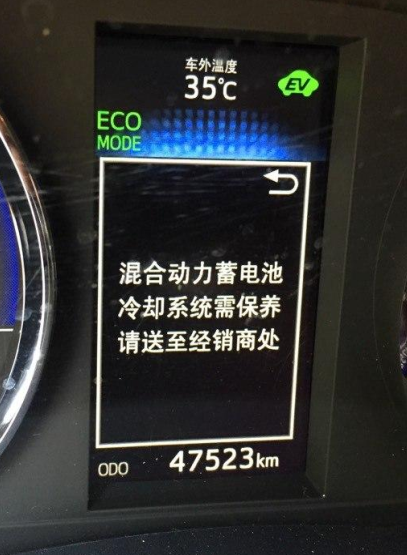 车外温度
35℃
EV
ECO
MODE
混合动力蓄电池
冷却系统需保养
请送至经销商处
ODO 47523km